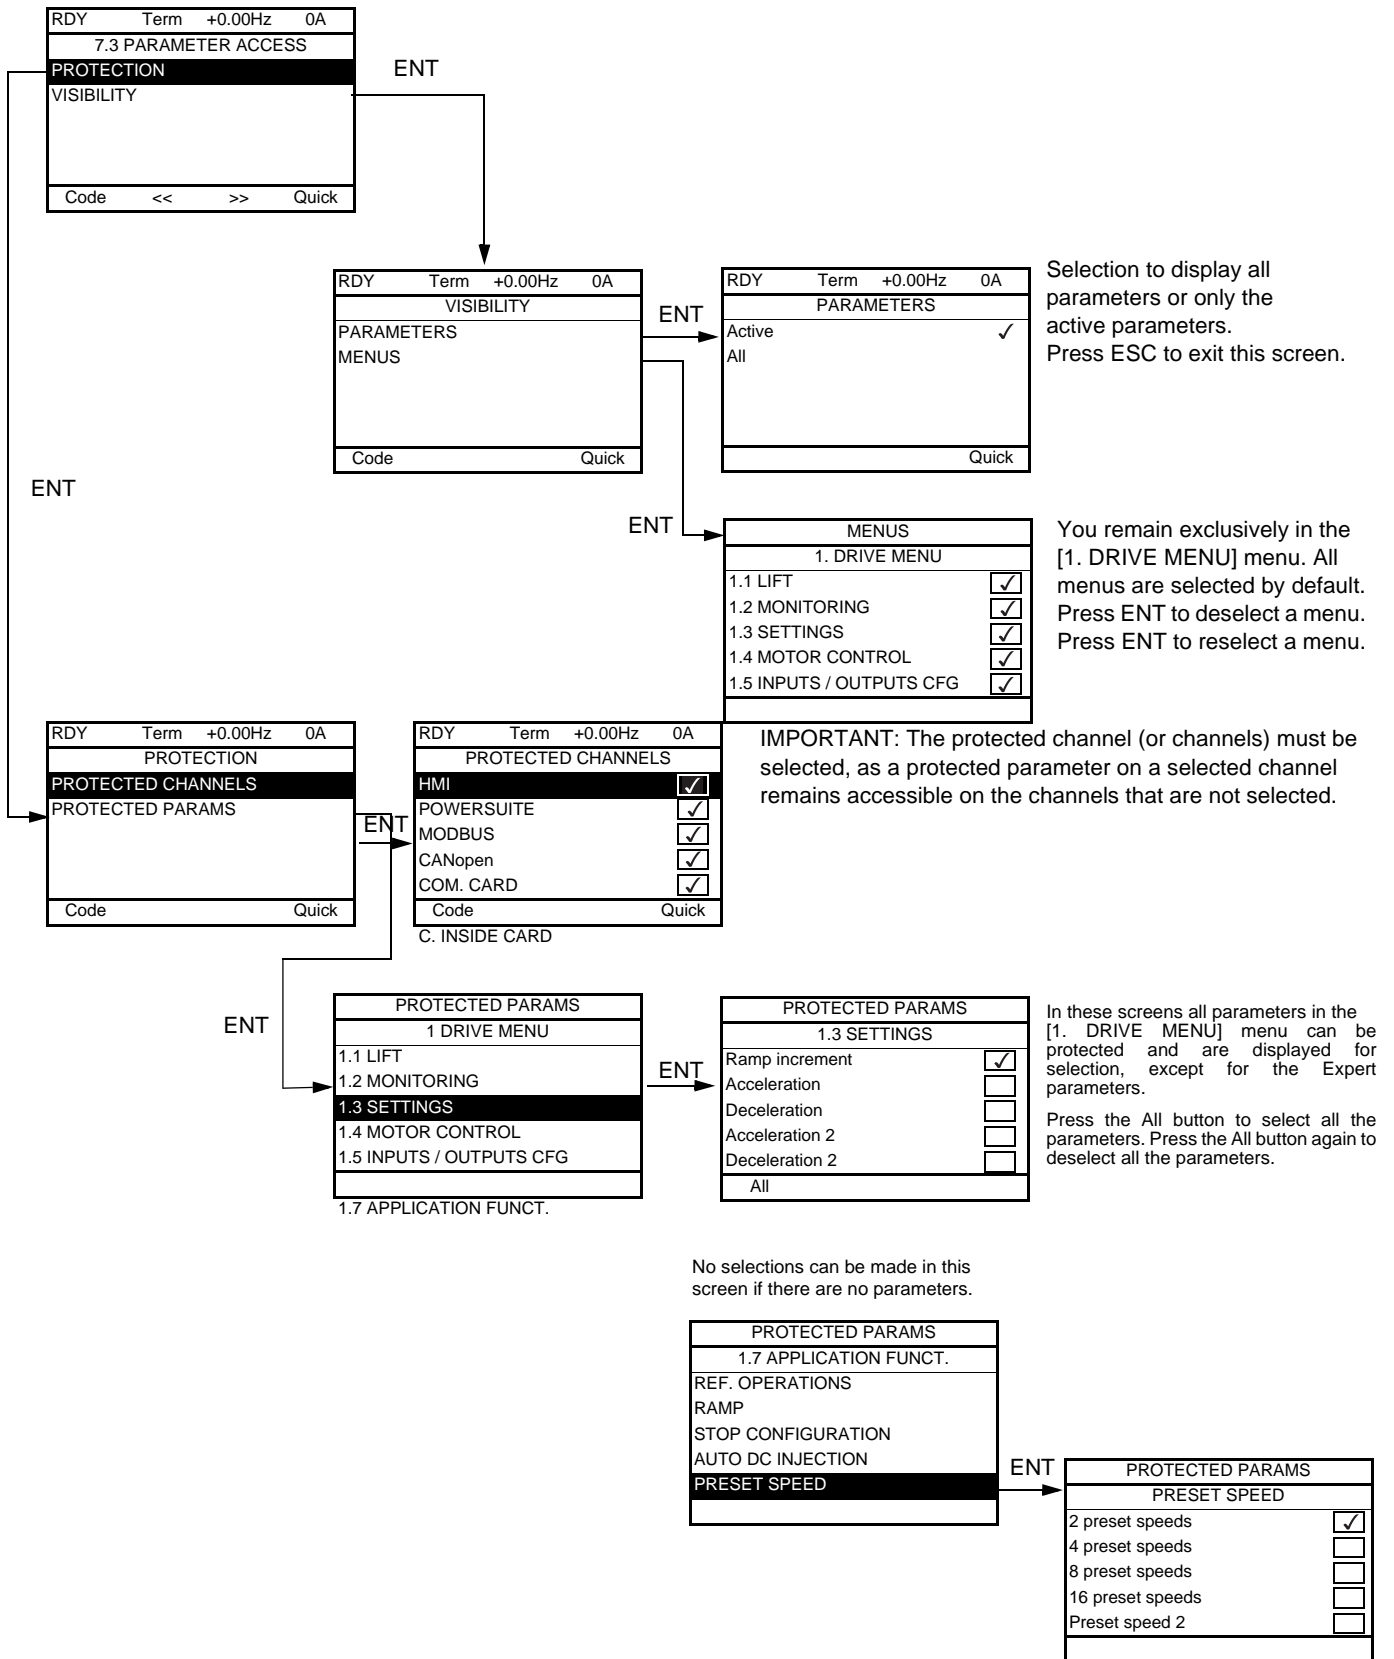 RDY Term +0.00Hz 0A
7.3 PARAMETER ACCESS
PROTECTION
VISIBILITY
Code << >> Quick
ENT
RDY Term +0.00Hz 0A
VISIBILITY
PARAMETERS
MENUS
Code Quick
ENT
RDY Term +0.00Hz 0A
PARAMETERS
Active ✓
All
Quick
Selection to display all
parameters or only the
active parameters.
Press ESC to exit this screen.
ENT
ENT
MENUS
1. DRIVE MENU
1.1 LIFT ✓
1.2 MONITORING ✓
1.3 SETTINGS ✓
1.4 MOTOR CONTROL ✓
1.5 INPUTS / OUTPUTS CFG ✓
You remain exclusively in the
[1. DRIVE MENU] menu. All
menus are selected by default.
Press ENT to deselect a menu.
Press ENT to reselect a menu.
RDY Term +0.00Hz 0A
PROTECTION
PROTECTED CHANNELS
PROTECTED PARAMS
Code Quick
ENT
RDY Term +0.00Hz 0A
PROTECTED CHANNELS
HMI ✓
POWERSUITE ✓
MODBUS ✓
CANopen ✓
COM. CARD ✓
Code Quick
C. INSIDE CARD
IMPORTANT: The protected channel (or channels) must be
selected, as a protected parameter on a selected channel
remains accessible on the channels that are not selected.
ENT
PROTECTED PARAMS
1 DRIVE MENU
1.1 LIFT
1.2 MONITORING
1.3 SETTINGS
1.4 MOTOR CONTROL
1.5 INPUTS / OUTPUTS CFG
1.7 APPLICATION FUNCT.
ENT
PROTECTED PARAMS
1.3 SETTINGS
Ramp increment ✓
Acceleration
Deceleration
Acceleration 2
Deceleration 2
All
In these screens all parameters in the
[1. DRIVE MENU] menu can be
protected and are displayed for
selection, except for the Expert
parameters.
Press the All button to select all the
parameters. Press the All button again to
deselect all the parameters.
No selections can be made in this
screen if there are no parameters.
PROTECTED PARAMS
1.7 APPLICATION FUNCT.
REF. OPERATIONS
RAMP
STOP CONFIGURATION
AUTO DC INJECTION
PRESET SPEED
ENT
PROTECTED PARAMS
PRESET SPEED
2 preset speeds ✓
4 preset speeds
8 preset speeds
16 preset speeds
Preset speed 2